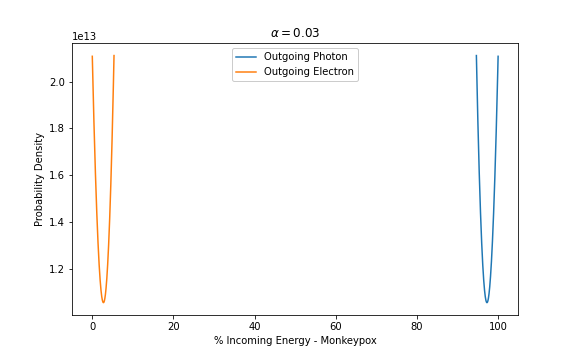 α = 0.03
1e13
Outgoing Photon
Outgoing Electron
Probability Density
2.0
1.8
1.6
1.4
1.2
0 20 40 60 80 100
% Incoming Energy - Monkeypox